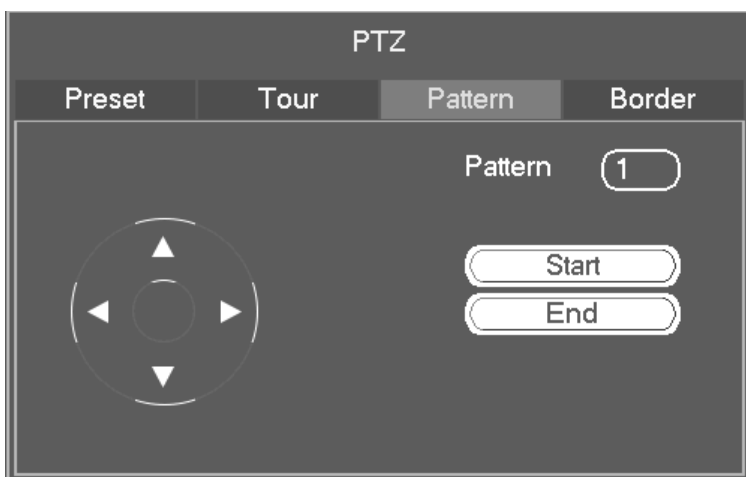 PTZ
Preset Tour Pattern Border
Pattern 1
Start
End